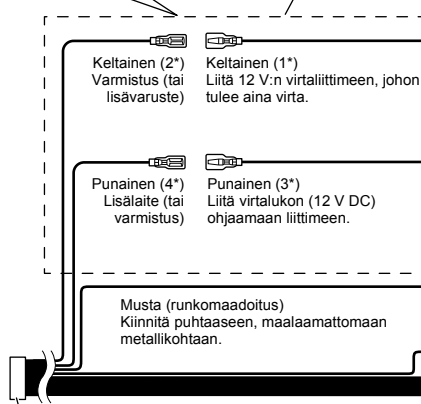 Keltainen (2*)
Varmistus (tai
lisävaruste)
Keltainen (1*)
Liitä 12 V:n virtaliittimeen, johon
tulee aina virta.
Punainen (4*)
Lisälaite (tai
varmistus)
Punainen (3*)
Liitä virtalukon (12 V DC)
ohjaamaan liittimeen.
Musta (runkomaadoitus)
Kiinnitä puhtaaseen, maalaamattomaan
metallikohtaan.